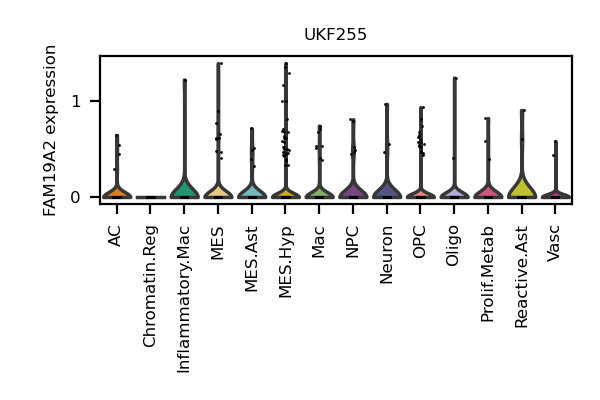 UKF255
FAM19A2 expression
1
0
AC
Chromatin.Reg
Inflammatory.Mac
MES
MES.Ast
MES.Hyp
Mac
NPC
Neuron
OPC
Oligo
Prolif.Metab
Reactive.Ast
Vasc